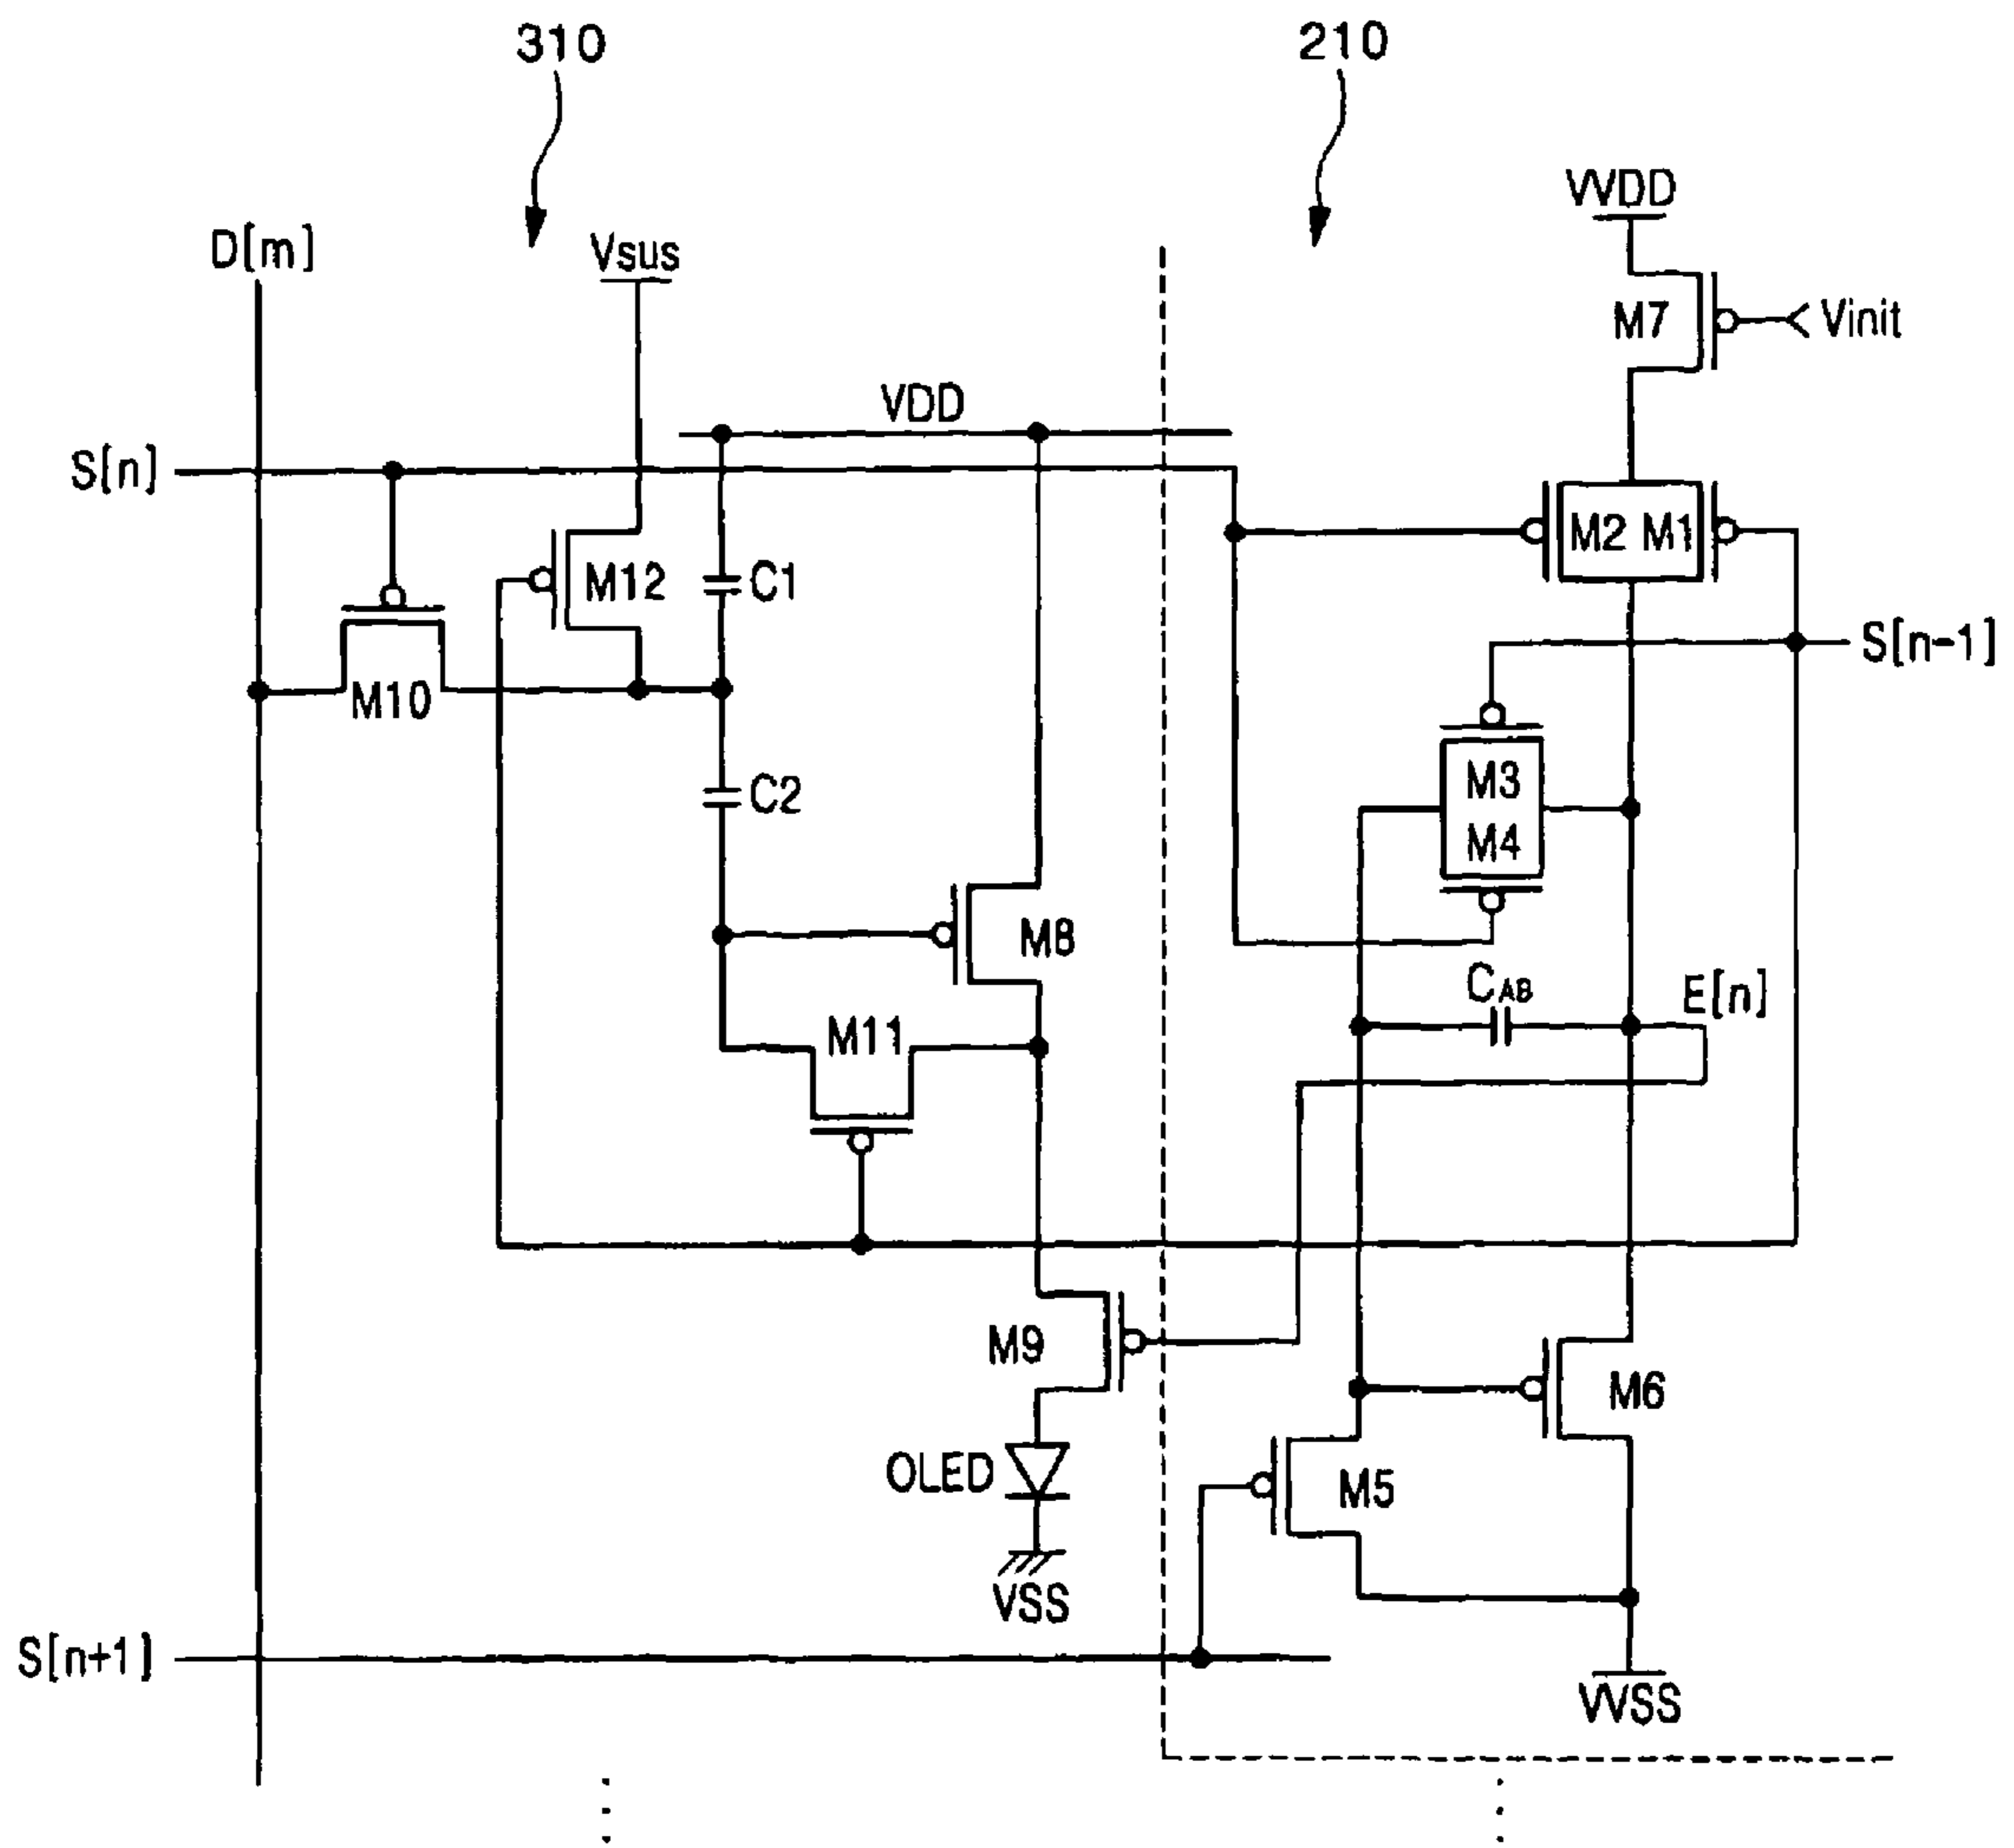 310
210
VVDD
D[m]
Vsus
M7
Vinit
VDD
S[n]
M2
M1
M12
C1
S[n-1]
M10
M3
C2
M4
M8
CAB
E[n]
M11
M9
M6
OLED
M5
VSS
S[n+1]
VVSS